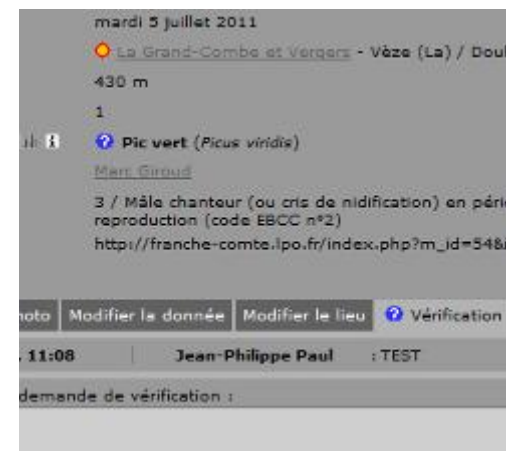 mardi 5 juillet 2011
La Grand-Combe et Vergers - Vèze (La) / Doul
430 m
1
Pic vert (Picus viridis)
Marc Giroud
3 / Mâle chanteur (ou cris de nidification) en péri
reproduction (code EBCC n°2)
http://franche-comte.lpo.fr/index.php?m_id=54&
noto Modifier la donnée Modifier le lieu Vérification
. 11:08 Jean-Philippe Paul : TEST
demande de vérification :